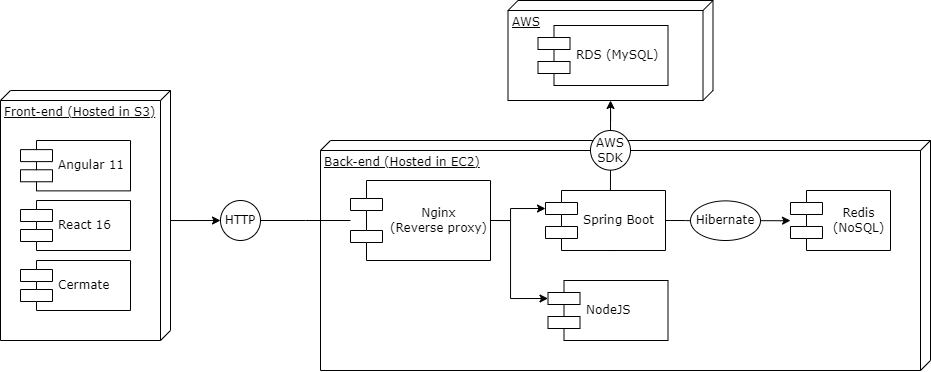 AWS
RDS (MySQL)
Front-end (Hosted in S3)
Angular 11
React 16
Cermate
HTTP
Back-end (Hosted in EC2)
AWS
SDK
Nginx
(Reverse proxy)
Spring Boot
Hibernate
Redis
(NoSQL)
NodeJS